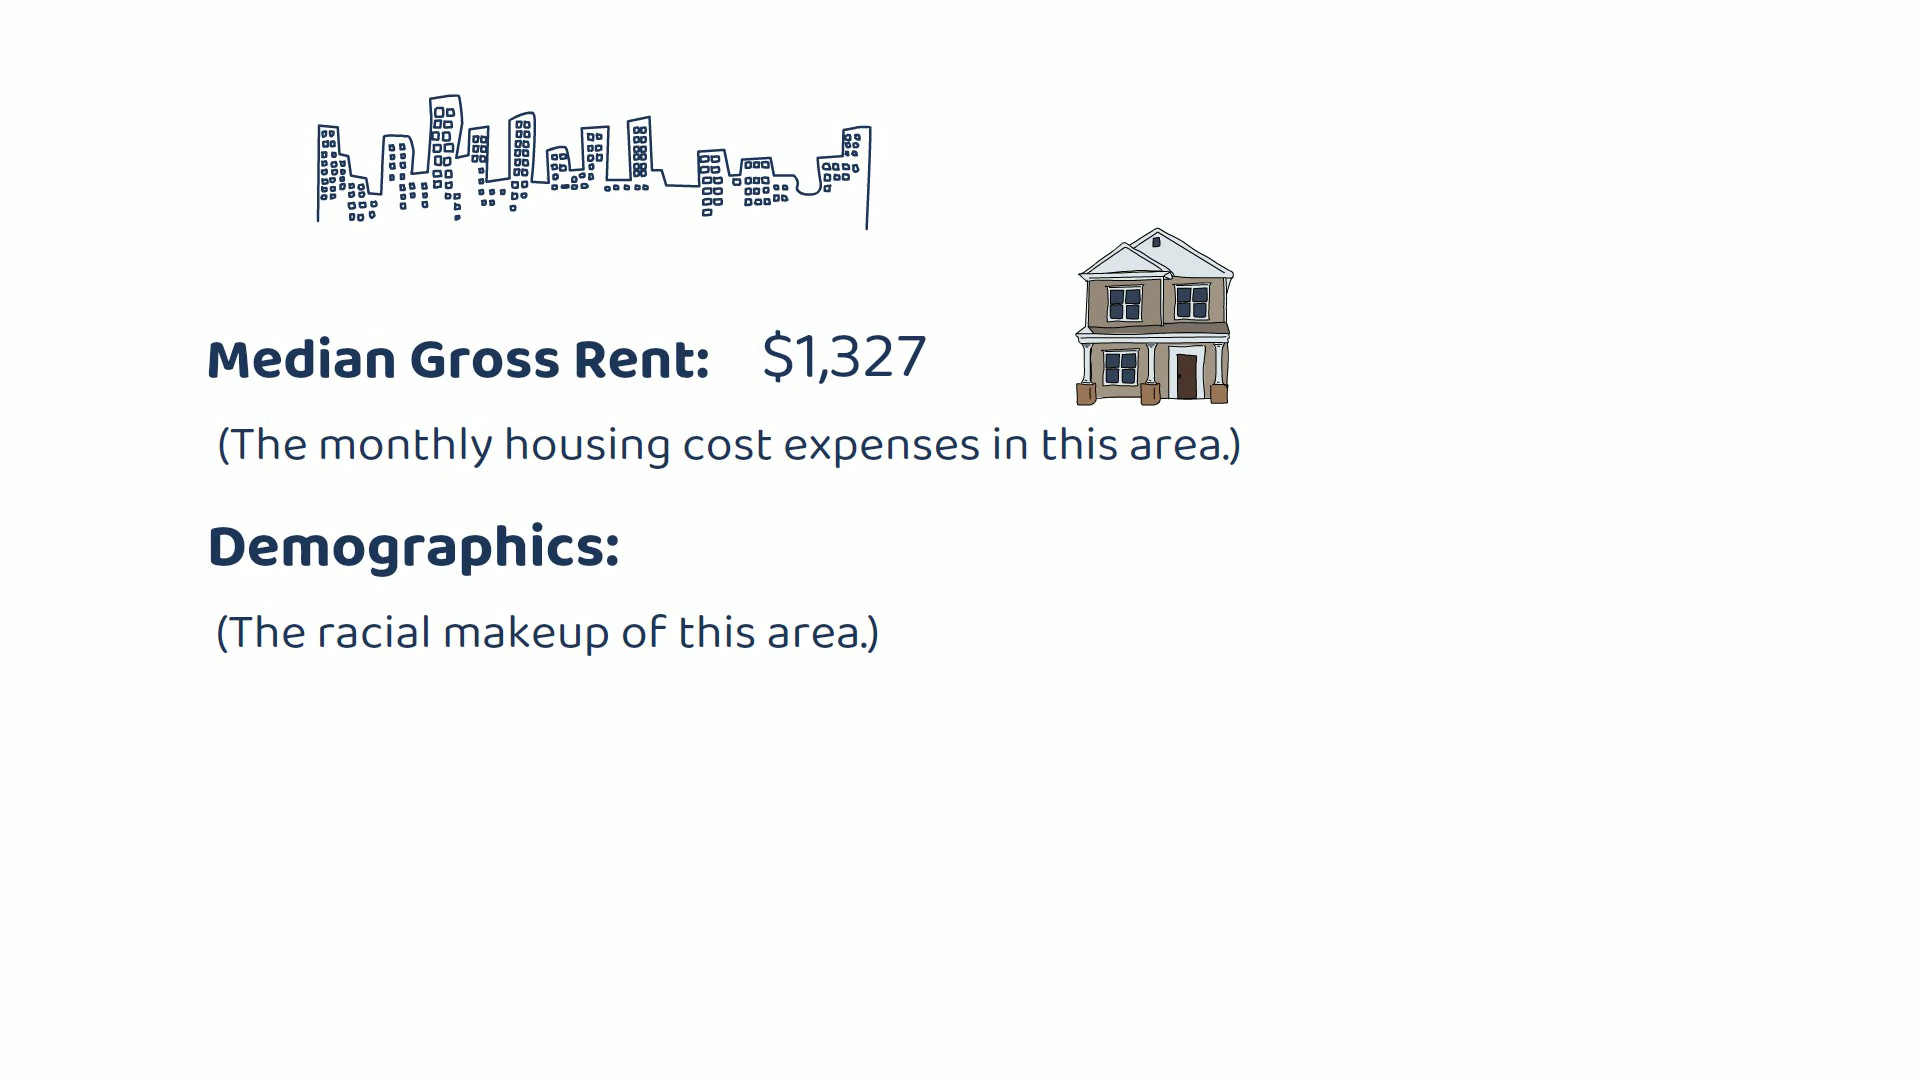 Median Gross Rent: $1,327
(The monthly housing cost expenses in this area.)
Demographics:
(The racial makeup of this area.)